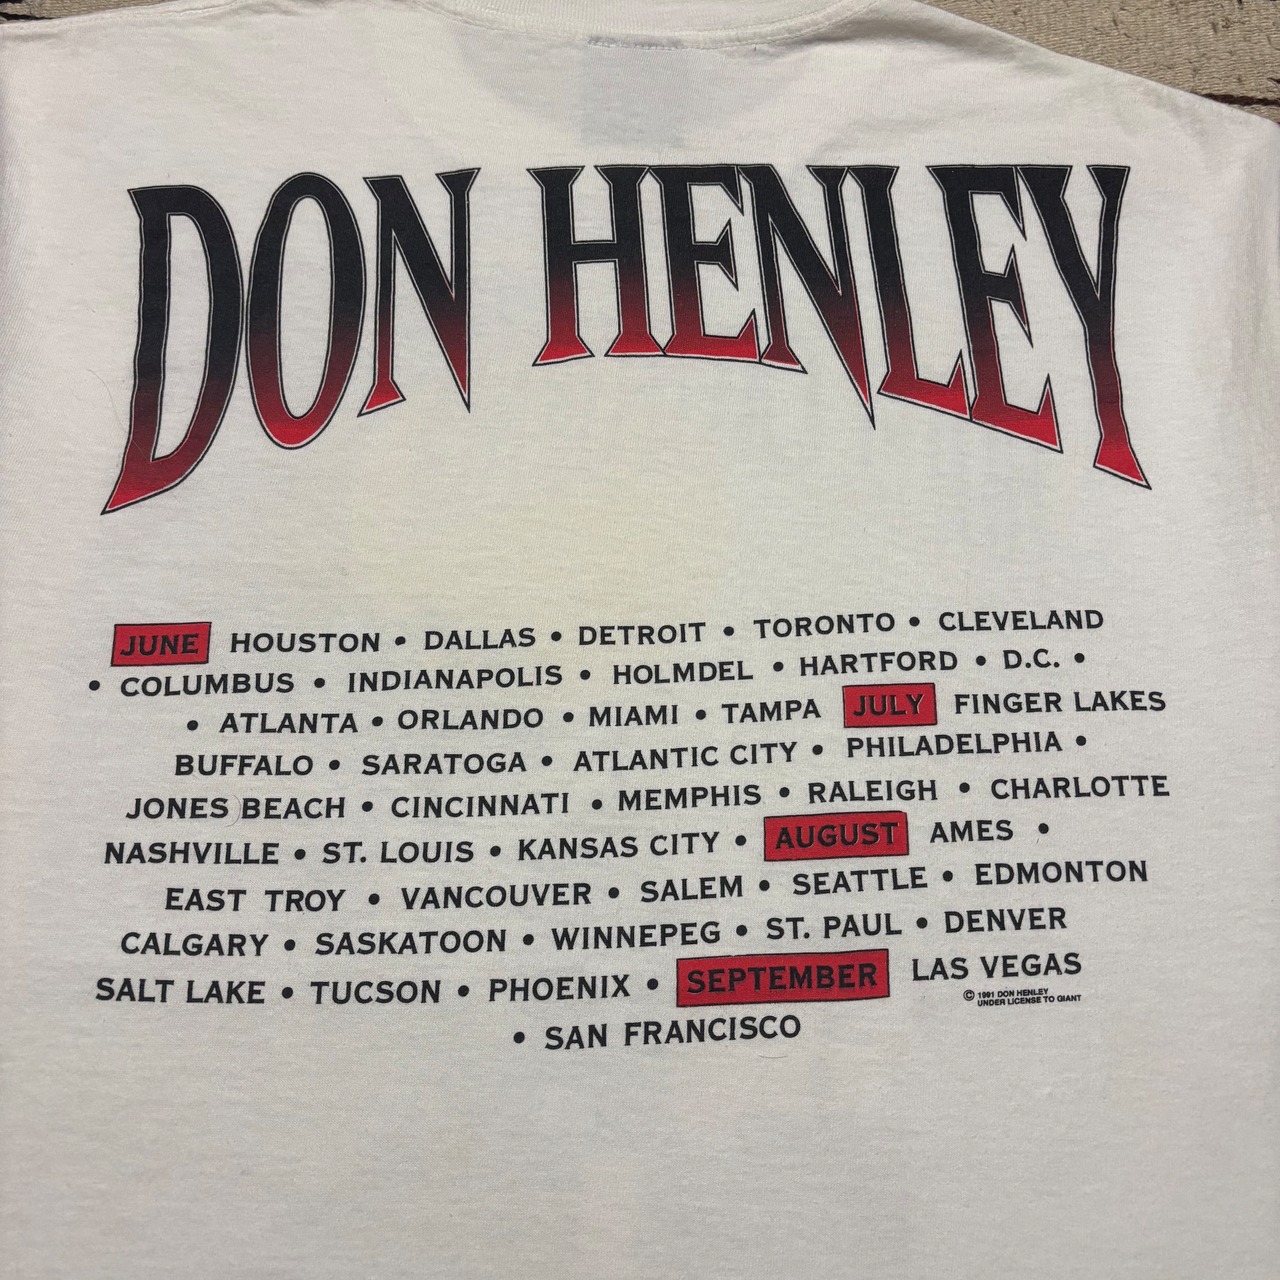 DON HENLEY
JUNE HOUSTON • DALLAS • DETROIT • TORONTO • CLEVELAND
• COLUMBUS • INDIANAPOLIS • HOLMDEL • HARTFORD • D.C. •
• ATLANTA • ORLANDO • MIAMI • TAMPA JULY FINGER LAKES
BUFFALO • SARATOGA • ATLANTIC CITY • PHILADELPHIA •
JONES BEACH • CINCINNATI • MEMPHIS • RALEIGH • CHARLOTTE
NASHVILLE • ST. LOUIS • KANSAS CITY • AUGUST AMES •
EAST TROY • VANCOUVER • SALEM • SEATTLE • EDMONTON
CALGARY • SASKATOON • WINNEPEG • ST. PAUL • DENVER
SALT LAKE • TUCSON • PHOENIX • SEPTEMBER LAS VEGAS
© 1991 DON HENLEY
UNDER LICENSE TO GIANT
• SAN FRANCISCO